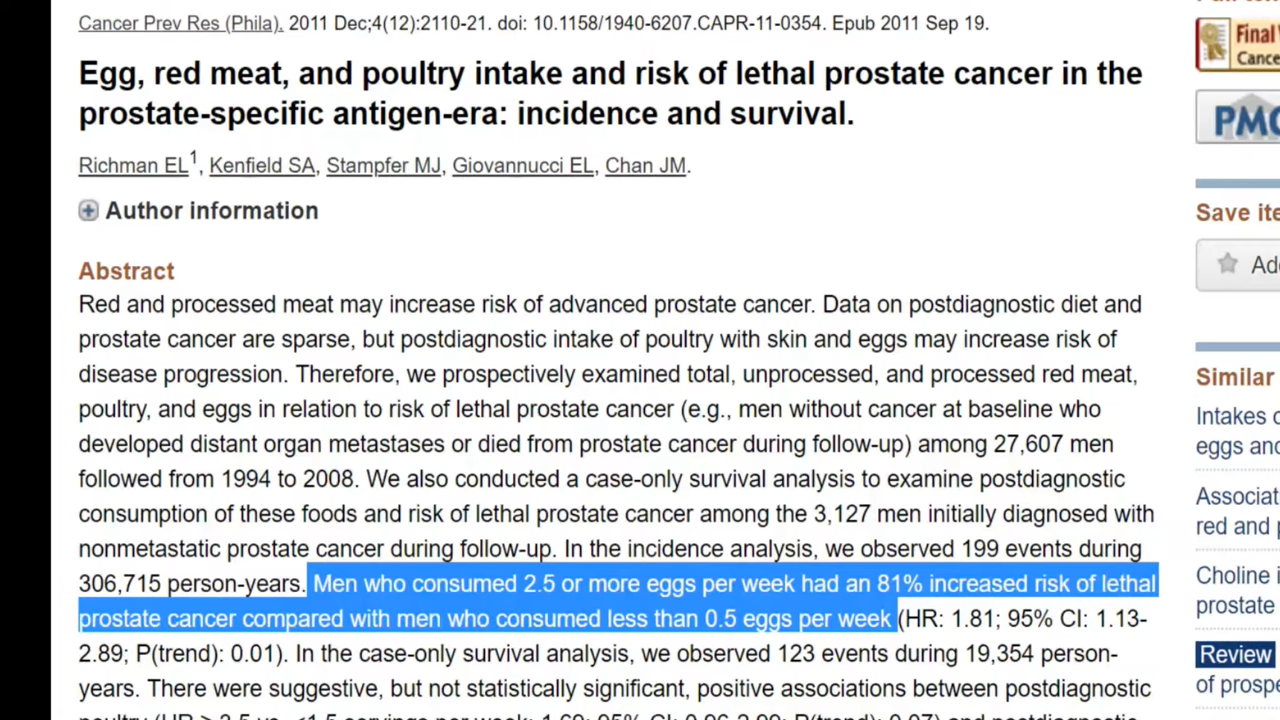 Cancer Prev Res (Phila). 2011 Dec;4(12):2110-21. doi: 10.1158/1940-6207.CAPR-11-0354. Epub 2011 Sep 19.
Egg, red meat, and poultry intake and risk of lethal prostate cancer in the
prostate-specific antigen-era: incidence and survival.
Richman EL1, Kenfield SA, Stampfer MJ, Giovannucci EL, Chan JM.
Author information
Abstract
Red and processed meat may increase risk of advanced prostate cancer. Data on postdiagnostic diet and
prostate cancer are sparse, but postdiagnostic intake of poultry with skin and eggs may increase risk of
disease progression. Therefore, we prospectively examined total, unprocessed, and processed red meat,
poultry, and eggs in relation to risk of lethal prostate cancer (e.g., men without cancer at baseline who
developed distant organ metastases or died from prostate cancer during follow-up) among 27,607 men
followed from 1994 to 2008. We also conducted a case-only survival analysis to examine postdiagnostic
consumption of these foods and risk of lethal prostate cancer among the 3,127 men initially diagnosed with
nonmetastatic prostate cancer during follow-up. In the incidence analysis, we observed 199 events during
306,715 person-years. Men who consumed 2.5 or more eggs per week had an 81% increased risk of lethal
prostate cancer compared with men who consumed less than 0.5 eggs per week (HR: 1.81; 95% CI: 1.13-
2.89; P(trend): 0.01). In the case-only survival analysis, we observed 123 events during 19,354 person-
years. There were suggestive, but not statistically significant, positive associations between postdiagnostic
Final
Cance
PMC
Save ite
Ad
Similar
Intakes
eggs and
Associat
red and
Choline i
prostate
Review
of prospe